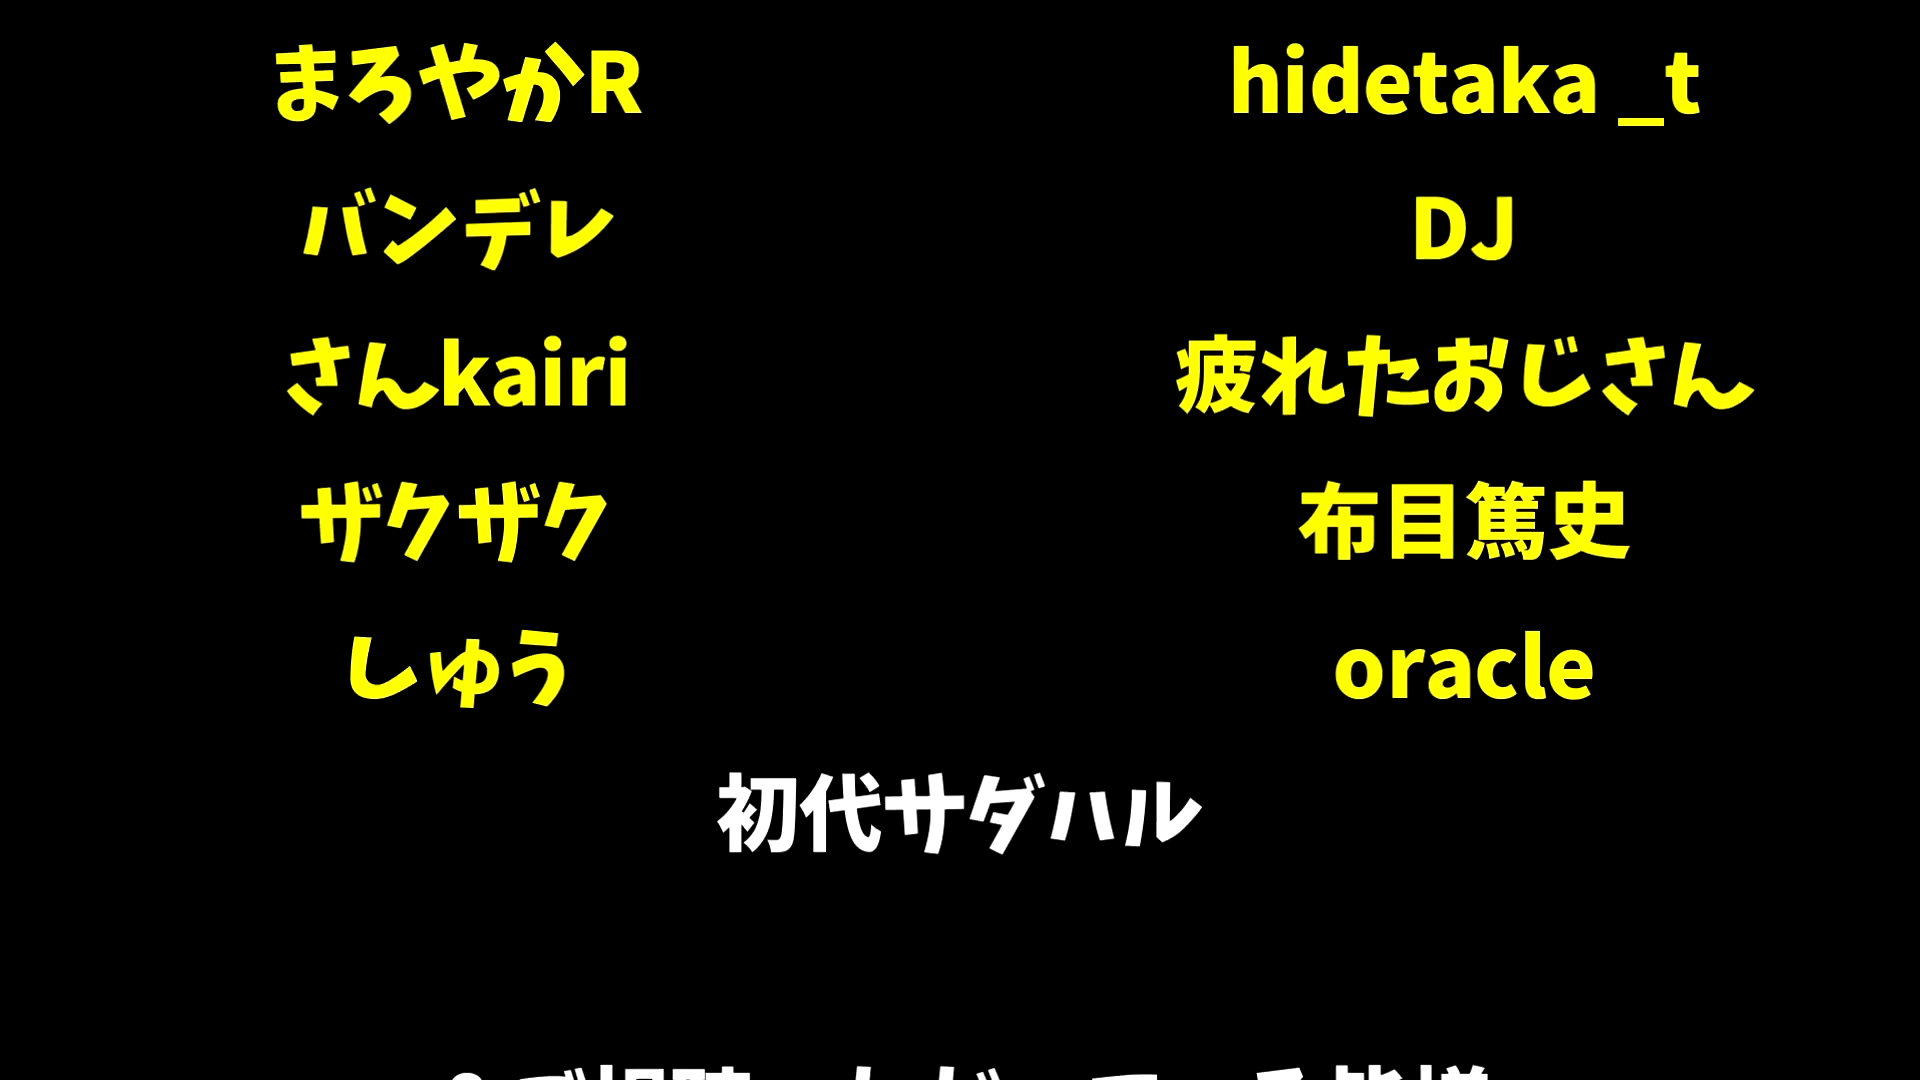 まろやかR hidetaka _t
バンデレ DJ
さんkairi 疲れたおじさん
ザクザク 布目篤史
しゅう oracle
初代サダハル